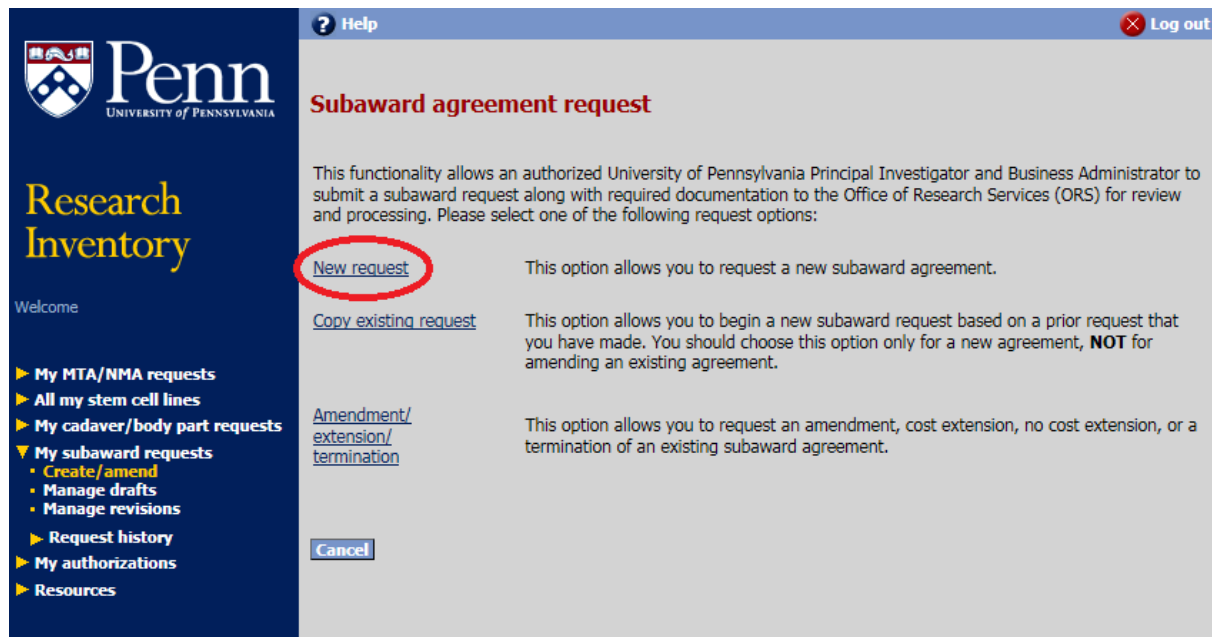 Help
Log out
Penn
UNIVERSITY of PENNSYLVANIA
Research
Inventory
Welcome
My MTA/NMA requests
All my stem cell lines
My cadaver/body part requests
My subaward requests
Create/amend
Manage drafts
Manage revisions
Request history
My authorizations
Resources
Subaward agreement request
This functionality allows an authorized University of Pennsylvania Principal Investigator and Business Administrator to
submit a subaward request along with required documentation to the Office of Research Services (ORS) for review
and processing. Please select one of the following request options:
New request
This option allows you to request a new subaward agreement.
Copy existing request
This option allows you to begin a new subaward request based on a prior request that
you have made. You should choose this option only for a new agreement, NOT for
amending an existing agreement.
Amendment/
extension/
termination
This option allows you to request an amendment, cost extension, no cost extension, or a
termination of an existing subaward agreement.
Cancel